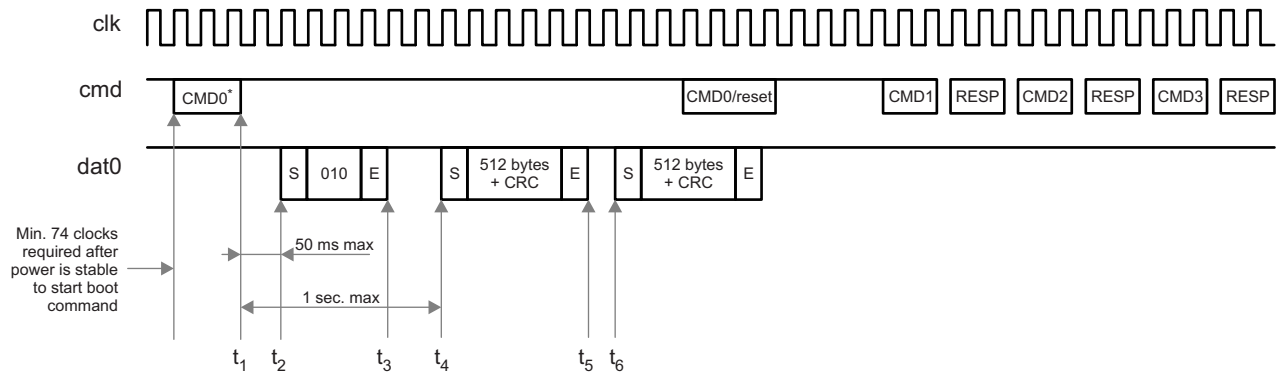 clk
cmd
CMD0*
CMD0/reset
CMD1
RESP
CMD2
RESP
CMD3
RESP
dat0
S
010
E
S
512 bytes
+ CRC
E
S
512 bytes
+ CRC
E
Min. 74 clocks
required after
power is stable
to start boot
command
50 ms max
1 sec. max
t1
t2
t3
t4
t5
t6